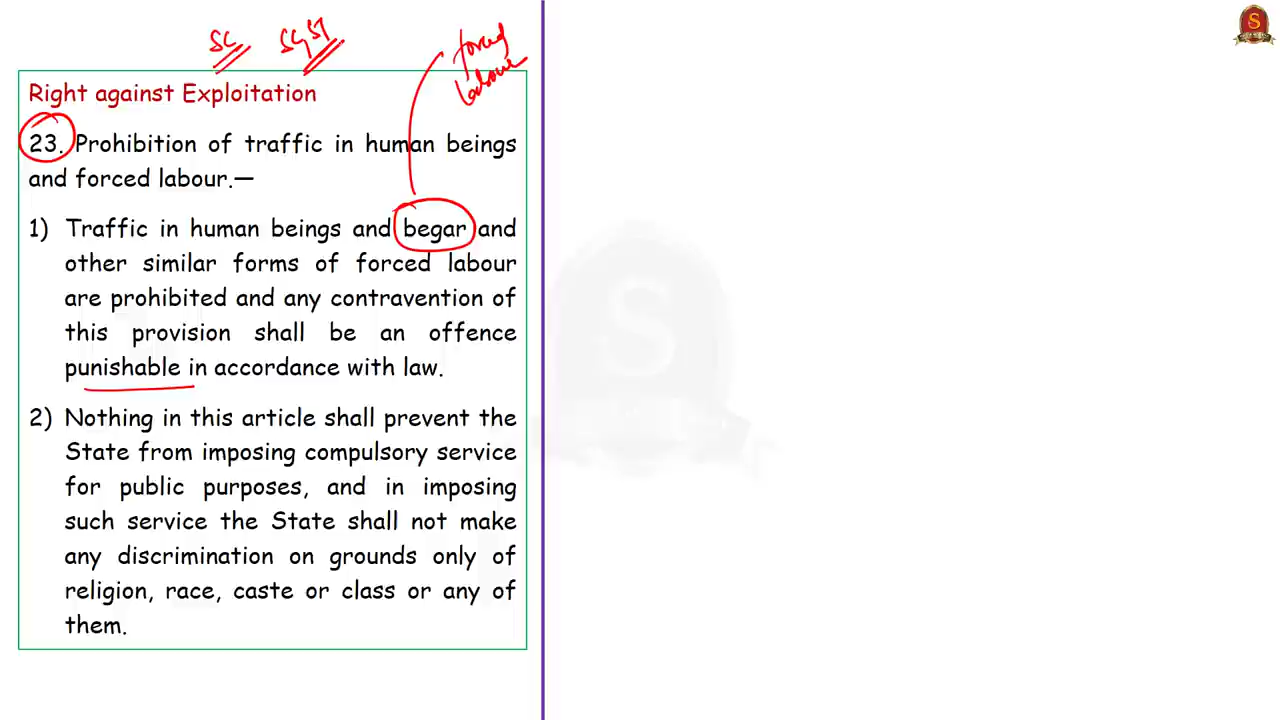 SC SC, ST forced
labour
Right against Exploitation
23. Prohibition of traffic in human beings
and forced labour.—
1) Traffic in human beings and begar and
other similar forms of forced labour
are prohibited and any contravention of
this provision shall be an offence
punishable in accordance with law.
2) Nothing in this article shall prevent the
State from imposing compulsory service
for public purposes, and in imposing
such service the State shall not make
any discrimination on grounds only of
religion, race, caste or class or any of
them.
S